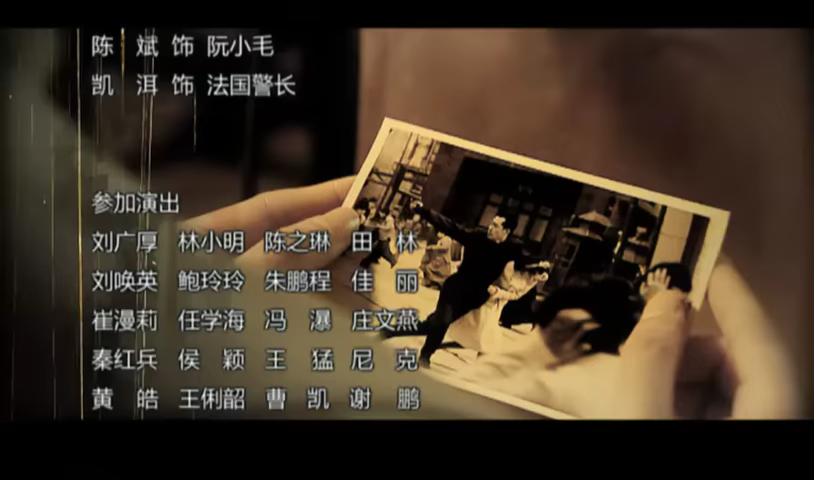 陈 斌 饰 阮小毛
凯 洱 饰 法国警长
参加演出
刘广厚 林小明 陈之琳 田 林
刘唤英 鲍玲玲 朱鹏程 佳 丽
崔漫莉 任学海 冯 瀑 庄文燕
秦红兵 侯 颖 王 猛 尼 克
黄 皓 王俐韶 曹 凯 谢 鹏